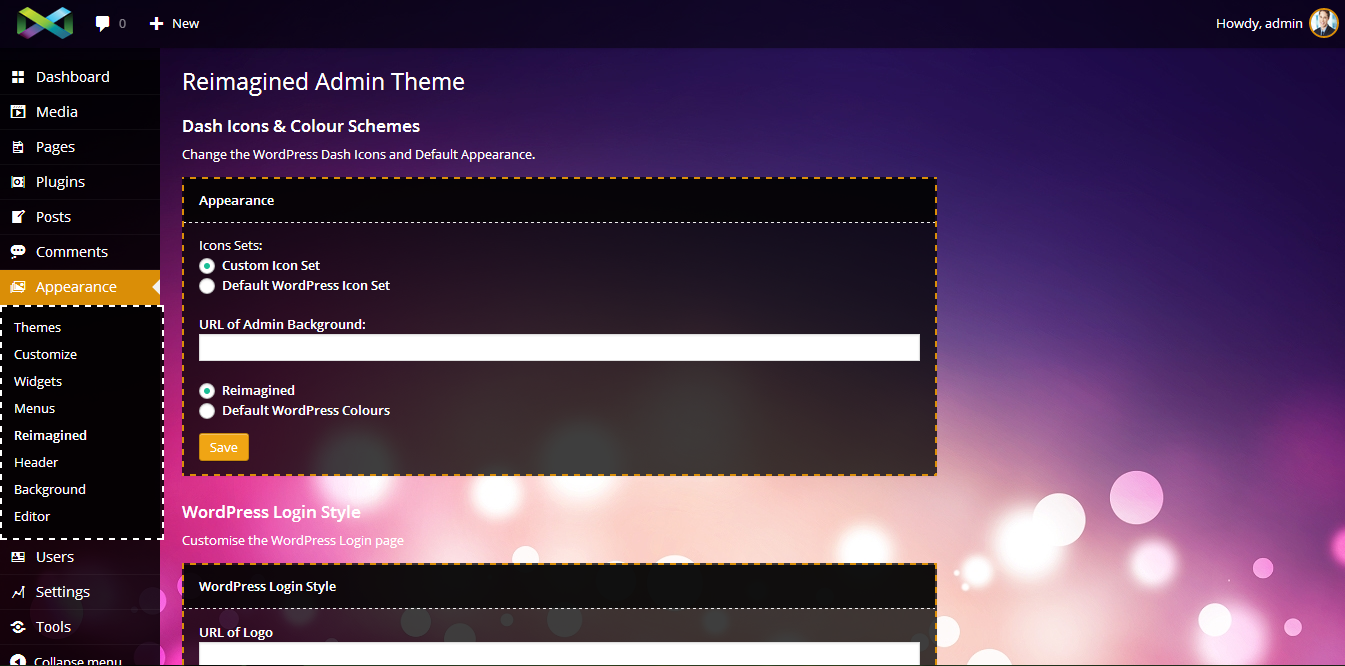 0
New
Howdy, admin
Dashboard
Media
Pages
Plugins
Posts
Comments
Appearance
Themes
Customize
Widgets
Menus
Reimagined
Header
Background
Editor
Users
Settings
Tools
Collapse menu
Reimagined Admin Theme
Dash Icons & Colour Schemes
Change the WordPress Dash Icons and Default Appearance.
Appearance
Icons Sets:
Custom Icon Set
Default WordPress Icon Set
URL of Admin Background:
Reimagined
Default WordPress Colours
Save
WordPress Login Style
Customise the WordPress Login page
WordPress Login Style
URL of Logo